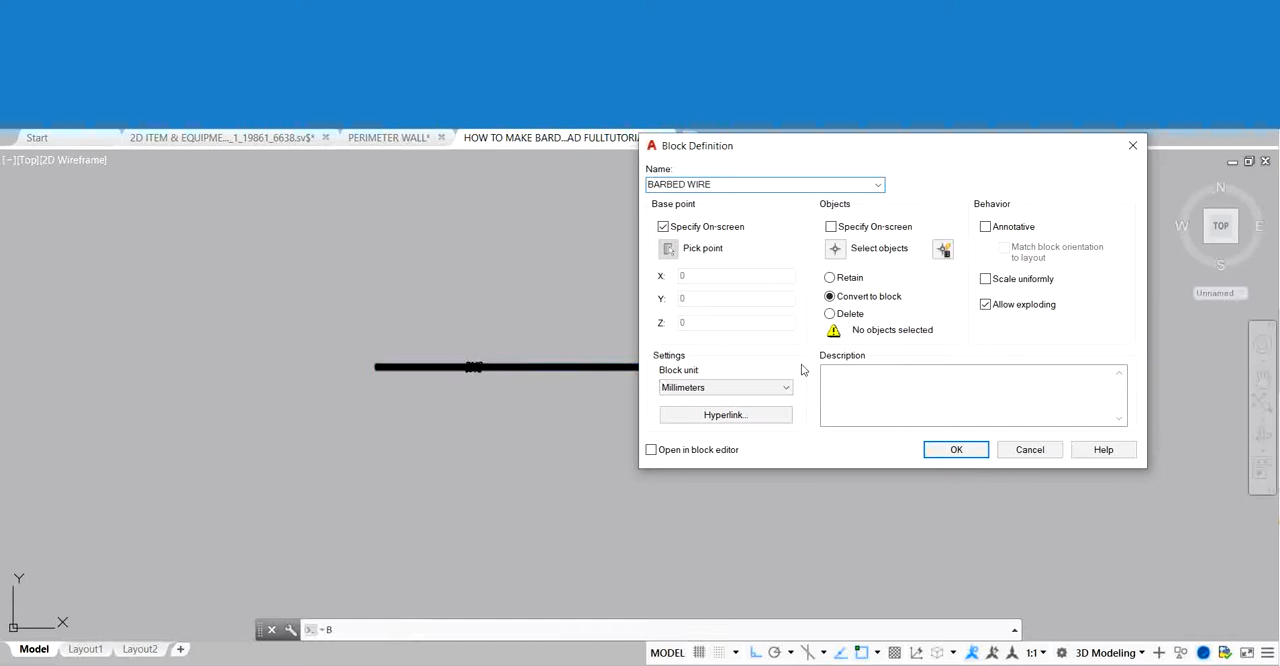 Start 2D ITEM & EQUIPME..._1_19861_6638.sv$* PERIMETER WALL* HOW TO MAKE BARD...AD FULLTUTORI
[−][Top][2D Wireframe]
Block Definition
Name:
BARBED WIRE
Base point Objects Behavior
Specify On-screen Specify On-screen Annotative
Pick point Select objects Match block orientation
to layout
X: 0 Retain Scale uniformly
Y: 0 Convert to block Allow exploding
Z: 0 Delete
No objects selected
Settings Description
Block unit:
Millimeters
Hyperlink...
Open in block editor OK Cancel Help
N
W TOP E
S
Unnamed
Y
X
B
Model Layout1 Layout2 + MODEL 1:1 3D Modeling